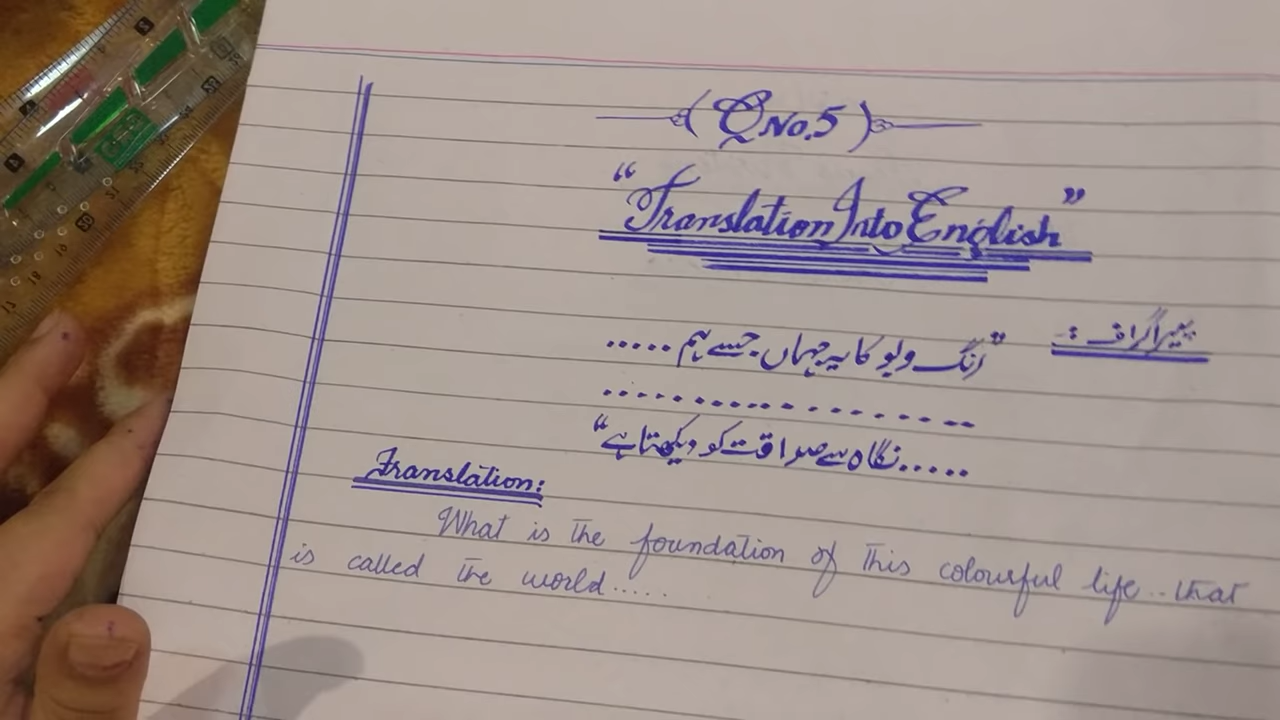 (Q No.5)
"Translation Into English"
پیراگراف :-
"رنگ و بو کا یہ جہاں جسے ہم .....
..................
.....نگاہ سے صداقت کو دیکھتا ہے"
Translation:
What is the foundation of this colourful life.. that
is called the world.....